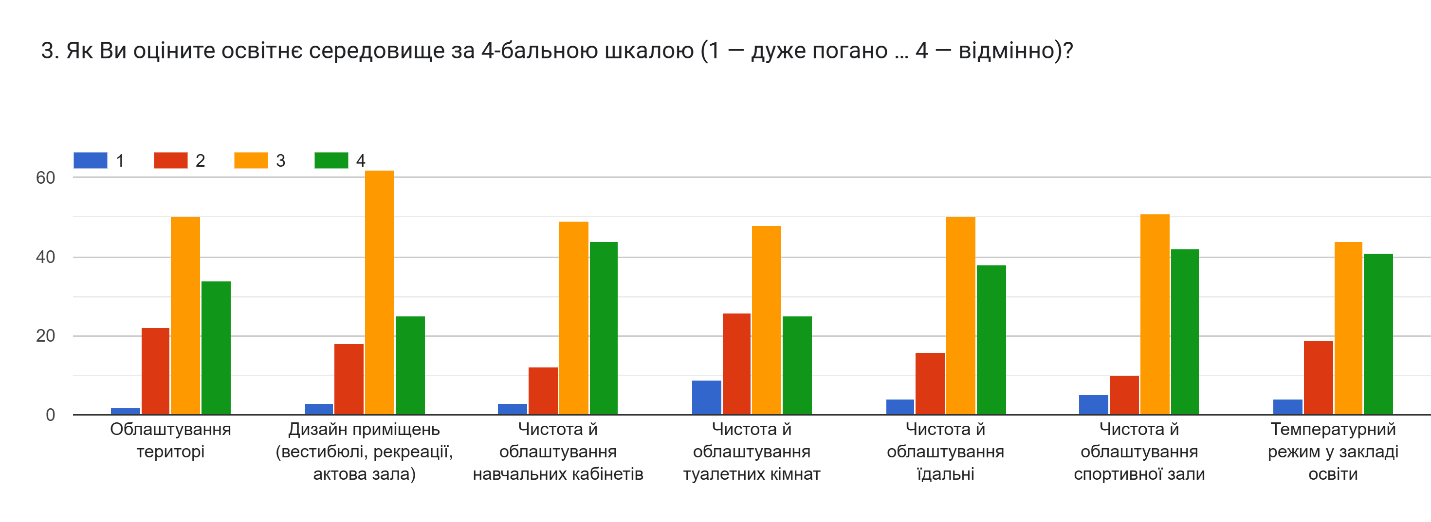 3. Як Ви оціните освітнє середовище за 4-бальною шкалою (1 — дуже погано ... 4 — відмінно)?
1 2 3 4
60
40
20
0
Облаштування
територі
Дизайн приміщень
(вестибюлі, рекреації,
актова зала)
Чистота й
облаштування
навчальних кабінетів
Чистота й
облаштування
туалетних кімнат
Чистота й
облаштування
їдальні
Чистота й
облаштування
спортивної зали
Температурний
режим у закладі
освіти